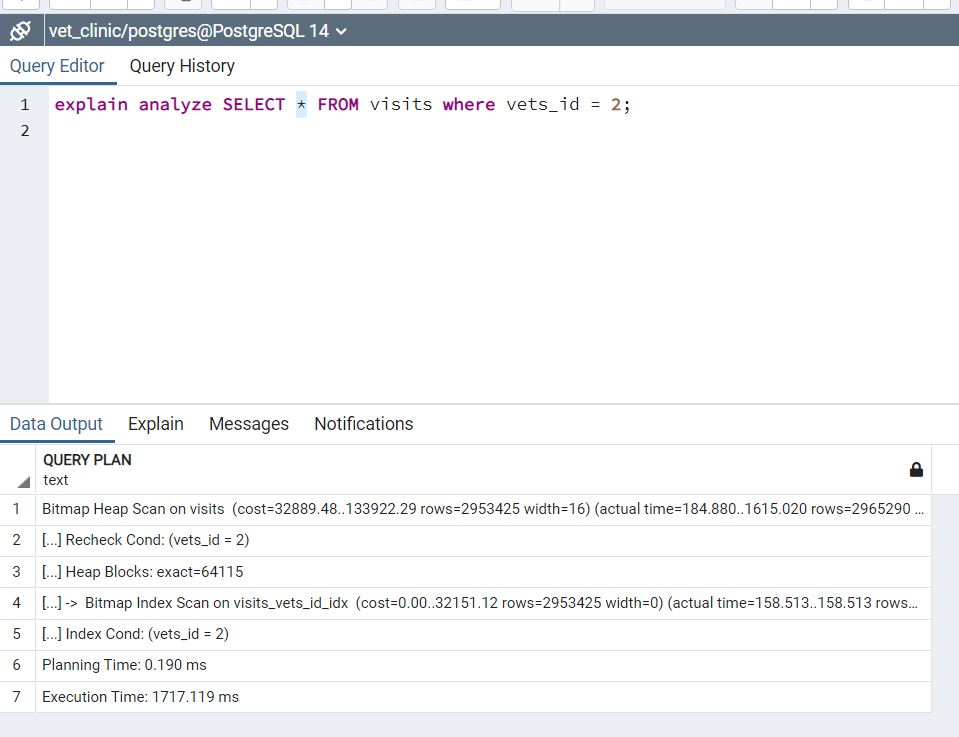 vet_clinic/postgres@PostgreSQL 14
Query Editor Query History
1 explain analyze SELECT * FROM visits where vets_id = 2;
2
Data Output Explain Messages Notifications
QUERY PLAN
text
1 Bitmap Heap Scan on visits (cost=32889.48..133922.29 rows=2953425 width=16) (actual time=184.880..1615.020 rows=2965290 ...
2 [...] Recheck Cond: (vets_id = 2)
3 [...] Heap Blocks: exact=64115
4 [...] -> Bitmap Index Scan on visits_vets_id_idx (cost=0.00..32151.12 rows=2953425 width=0) (actual time=158.513..158.513 rows...
5 [...] Index Cond: (vets_id = 2)
6 Planning Time: 0.190 ms
7 Execution Time: 1717.119 ms